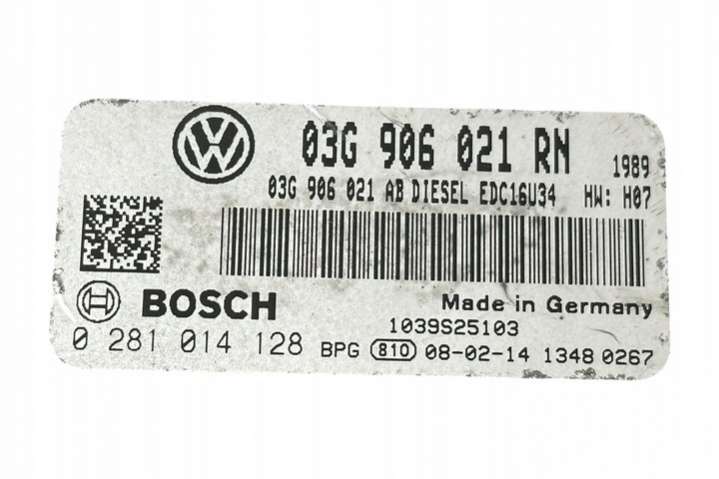 03G 906 021 RN 1989
03G 906 021 AB DIESEL EDC16U34 HW: H07
BOSCH Made in Germany
1039S25103
0 281 014 128 BPG 810 08-02-14 1348 0267